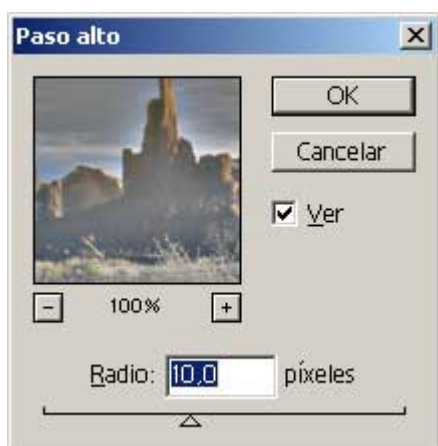 Paso alto
OK
Cancelar
Ver
- 100% +
Radio: 10,0 píxeles